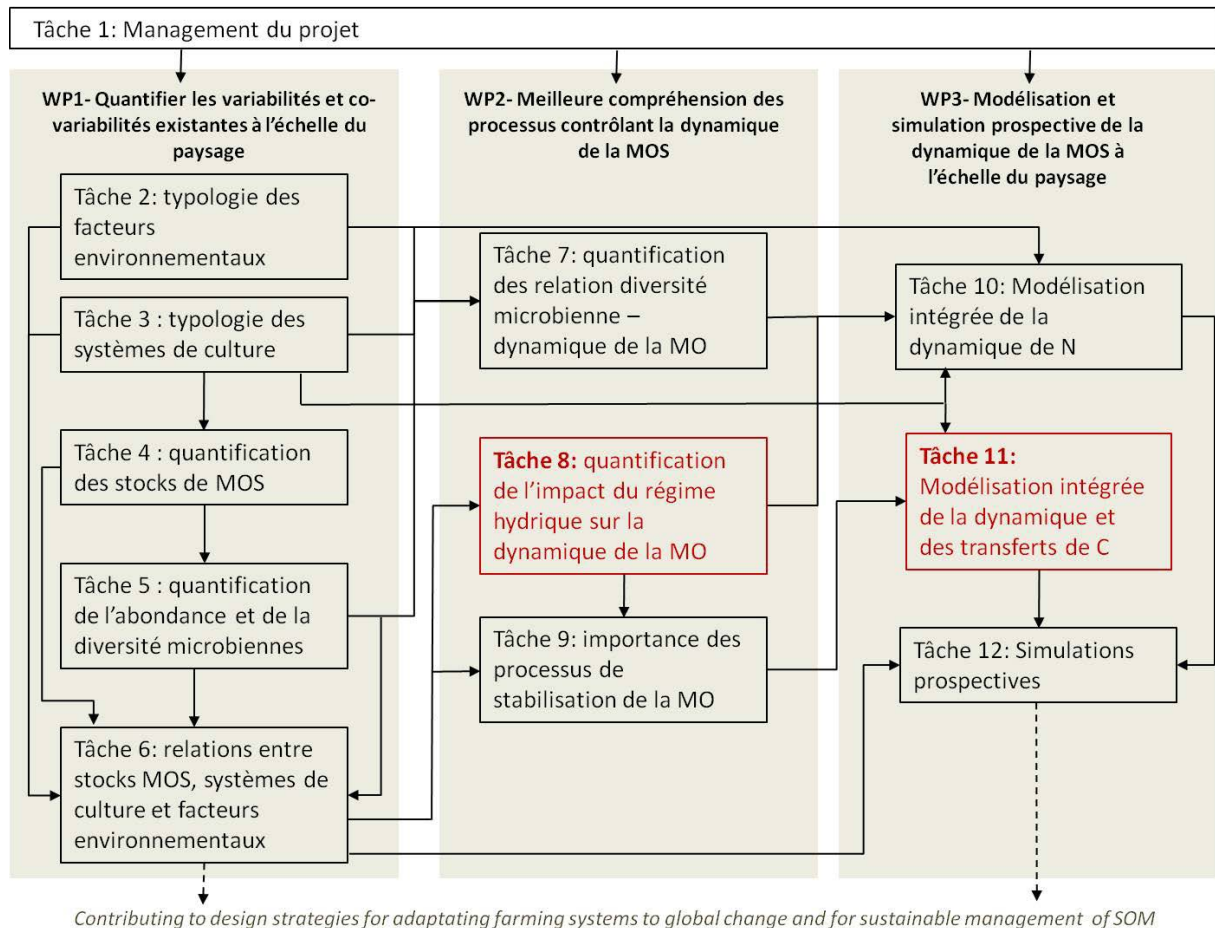 Tâche 1: Management du projet
WP1- Quantifier les variabilités et co-
variabilités existantes à l'échelle du
paysage
Tâche 2: typologie des
facteurs
environnementaux
Tâche 3 : typologie des
systèmes de culture
Tâche 4 : quantification
des stocks de MOS
Tâche 5 : quantification
de l'abondance et de la
diversité microbiennes
Tâche 6: relations entre
stocks MOS, systèmes de
culture et facteurs
environnementaux
WP2- Meilleure compréhension des
processus contrôlant la dynamique
de la MOS
Tâche 7: quantification
des relation diversité
microbienne –
dynamique de la MO
Tâche 8: quantification
de l'impact du régime
hydrique sur la
dynamique de la MO
Tâche 9: importance des
processus de
stabilisation de la MO
WP3- Modélisation et
simulation prospective de la
dynamique de la MOS à
l'échelle du paysage
Tâche 10: Modélisation
intégrée de la
dynamique de N
Tâche 11:
Modélisation intégrée
de la dynamique et
des transferts de C
Tâche 12: Simulations
prospectives
Contributing to design strategies for adaptating farming systems to global change and for sustainable management of SOM